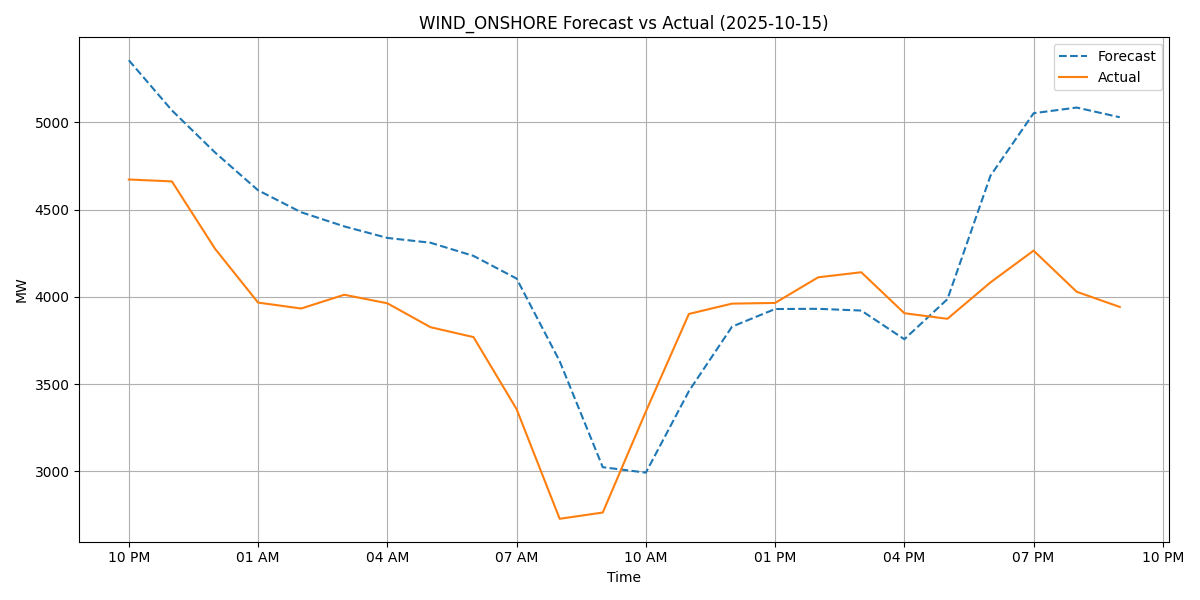 WIND_ONSHORE Forecast vs Actual (2025-10-15)
Forecast
Actual
MW
5000
4500
4000
3500
3000
10 PM 01 AM 04 AM 07 AM 10 AM 01 PM 04 PM 07 PM 10 PM
Time